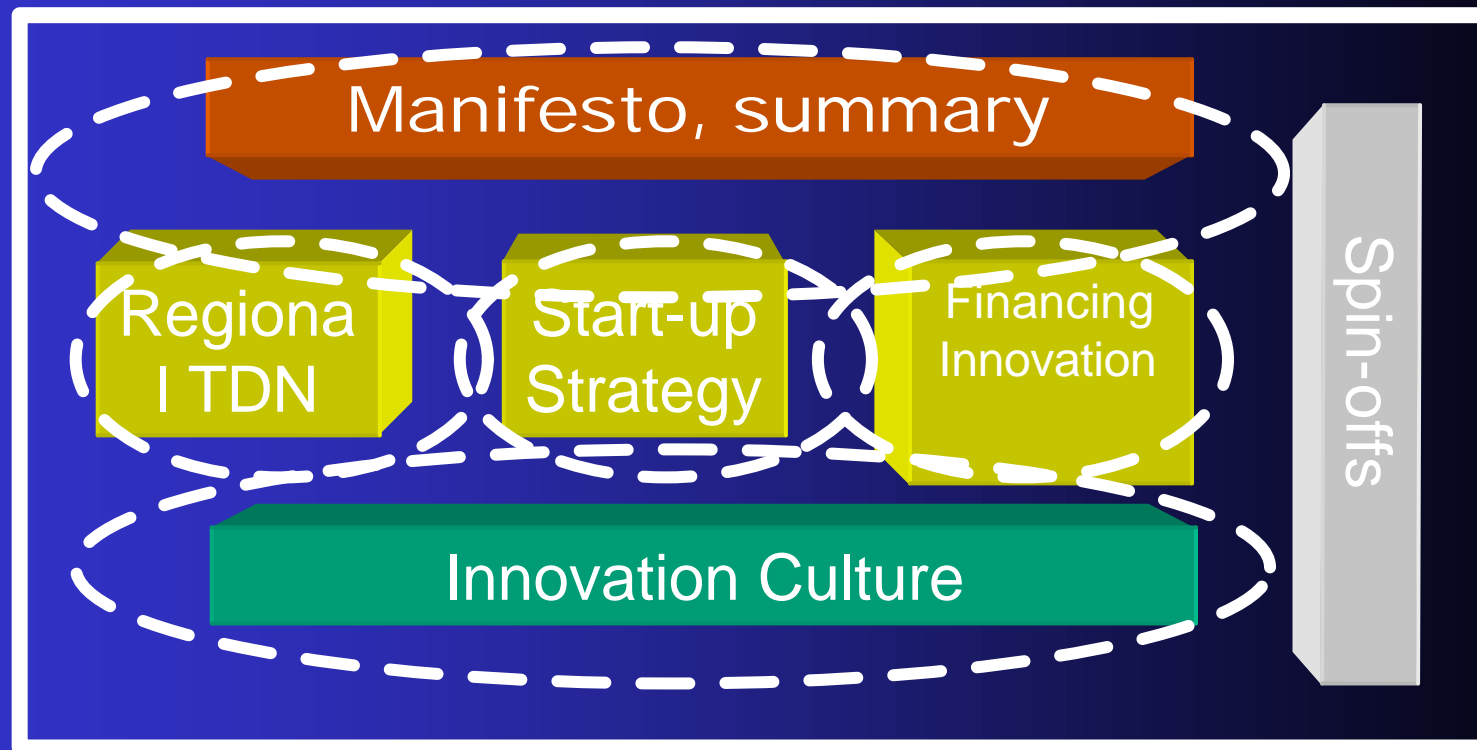 Manifesto, summary
Regiona
l TDN
Start-up
Strategy
Financing
Innovation
Innovation Culture
Spin-offs